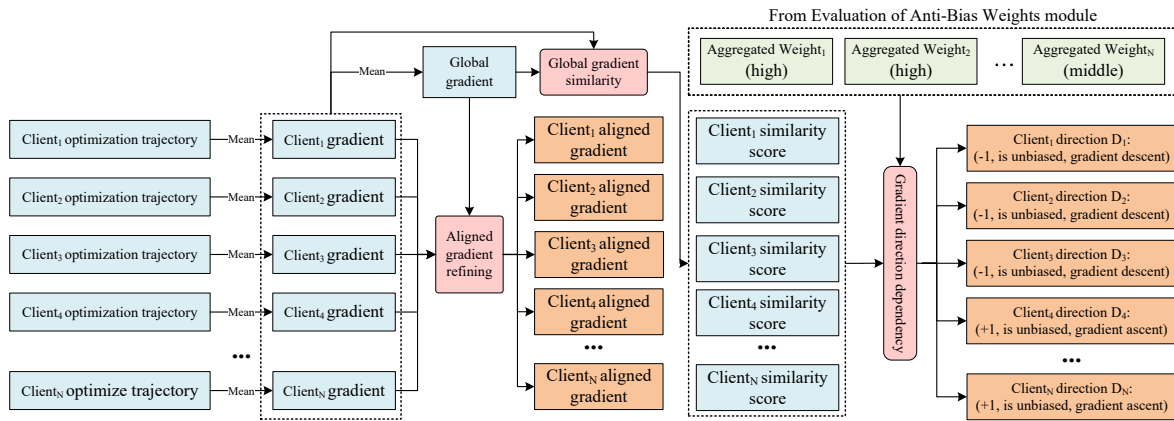 From Evaluation of Anti-Bias Weights module
Aggregated Weight1
(high)
Aggregated Weight2
(high)
...
Aggregated WeightN
(middle)
Mean
Global
gradient
Global gradient
similarity
Client1 optimization trajectory
Mean
Client1 gradient
Client2 optimization trajectory
Mean
Client2 gradient
Client3 optimization trajectory
Mean
Client3 gradient
Client4 optimization trajectory
Mean
Client4 gradient
...
ClientN optimize trajectory
Mean
ClientN gradient
Aligned
gradient
refining
Client1 aligned
gradient
Client2 aligned
gradient
Client3 aligned
gradient
Client4 aligned
gradient
...
ClientN aligned
gradient
Client1 similarity
score
Client2 similarity
score
Client3 similarity
score
Client4 similarity
score
...
ClientN similarity
score
Gradient direction dependency
Client1 direction D1:
(-1, is unbiased, gradient descent)
Client2 direction D2:
(-1, is unbiased, gradient descent)
Client3 direction D3:
(-1, is unbiased, gradient descent)
Client4 direction D4:
(+1, is unbiased, gradient ascent)
...
ClientN direction DN:
(+1, is unbiased, gradient ascent)